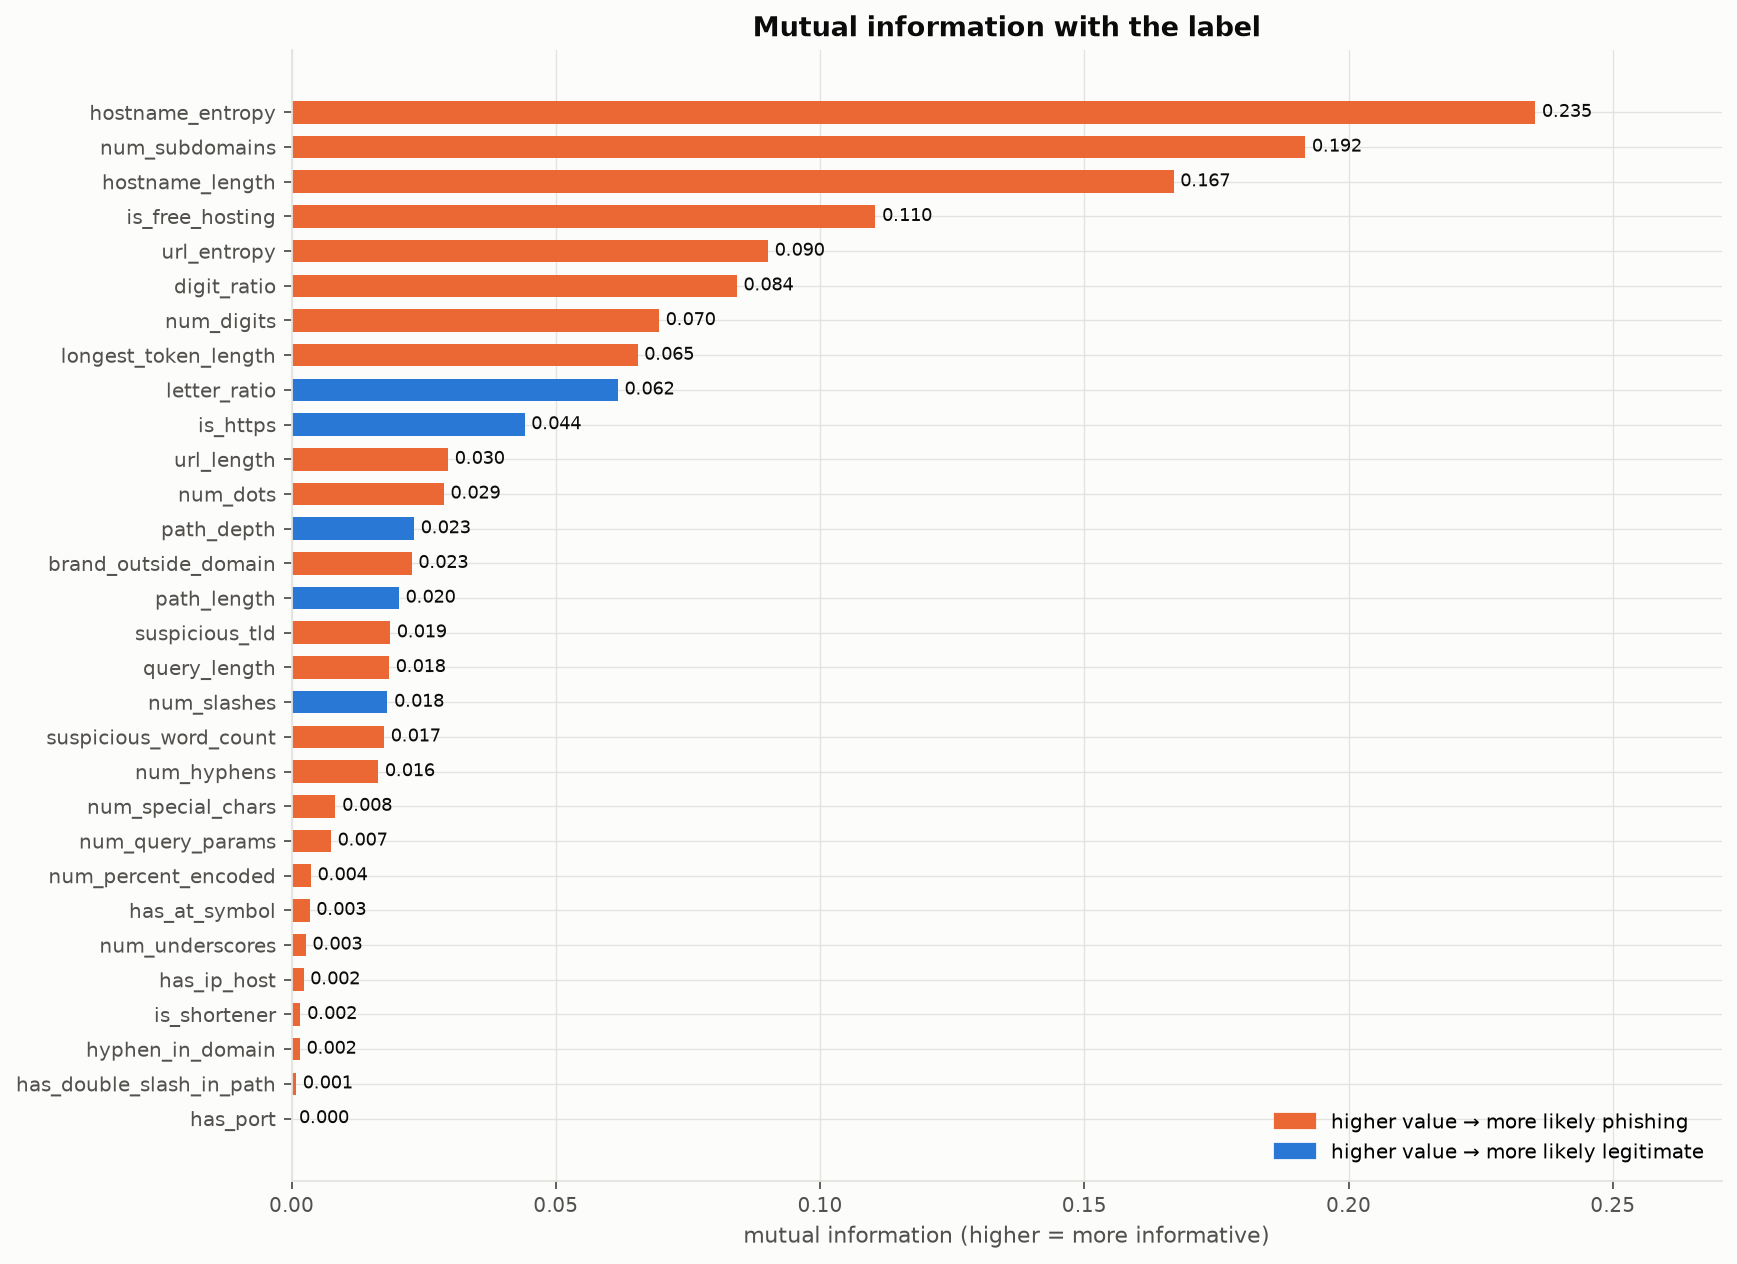 Mutual information with the label
hostname_entropy 0.235
num_subdomains 0.192
hostname_length 0.167
is_free_hosting 0.110
url_entropy 0.090
digit_ratio 0.084
num_digits 0.070
longest_token_length 0.065
letter_ratio 0.062
is_https 0.044
url_length 0.030
num_dots 0.029
path_depth 0.023
brand_outside_domain 0.023
path_length 0.020
suspicious_tld 0.019
query_length 0.018
num_slashes 0.018
suspicious_word_count 0.017
num_hyphens 0.016
num_special_chars 0.008
num_query_params 0.007
num_percent_encoded 0.004
has_at_symbol 0.003
num_underscores 0.003
has_ip_host 0.002
is_shortener 0.002
hyphen_in_domain 0.002
has_double_slash_in_path 0.001
has_port 0.000
higher value → more likely phishing
higher value → more likely legitimate
0.00 0.05 0.10 0.15 0.20 0.25
mutual information (higher = more informative)